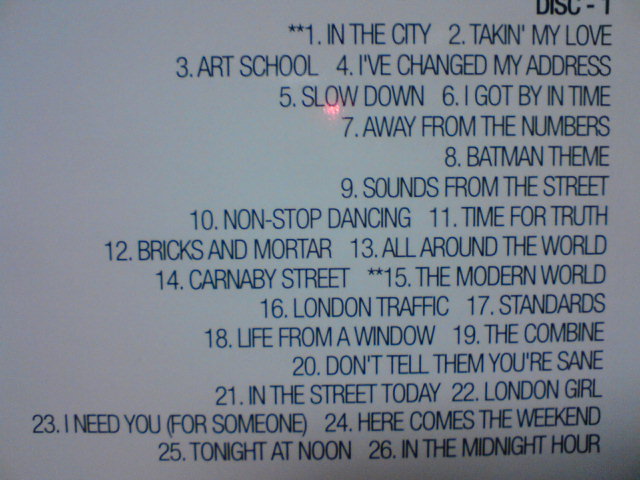 DISC - 1
**1. IN THE CITY 2. TAKIN' MY LOVE
3. ART SCHOOL 4. I'VE CHANGED MY ADDRESS
5. SLOW DOWN 6. I GOT BY IN TIME
7. AWAY FROM THE NUMBERS
8. BATMAN THEME
9. SOUNDS FROM THE STREET
10. NON-STOP DANCING 11. TIME FOR TRUTH
12. BRICKS AND MORTAR 13. ALL AROUND THE WORLD
14. CARNABY STREET **15. THE MODERN WORLD
16. LONDON TRAFFIC 17. STANDARDS
18. LIFE FROM A WINDOW 19. THE COMBINE
20. DON'T TELL THEM YOU'RE SANE
21. IN THE STREET TODAY 22. LONDON GIRL
23. I NEED YOU (FOR SOMEONE) 24. HERE COMES THE WEEKEND
25. TONIGHT AT NOON 26. IN THE MIDNIGHT HOUR